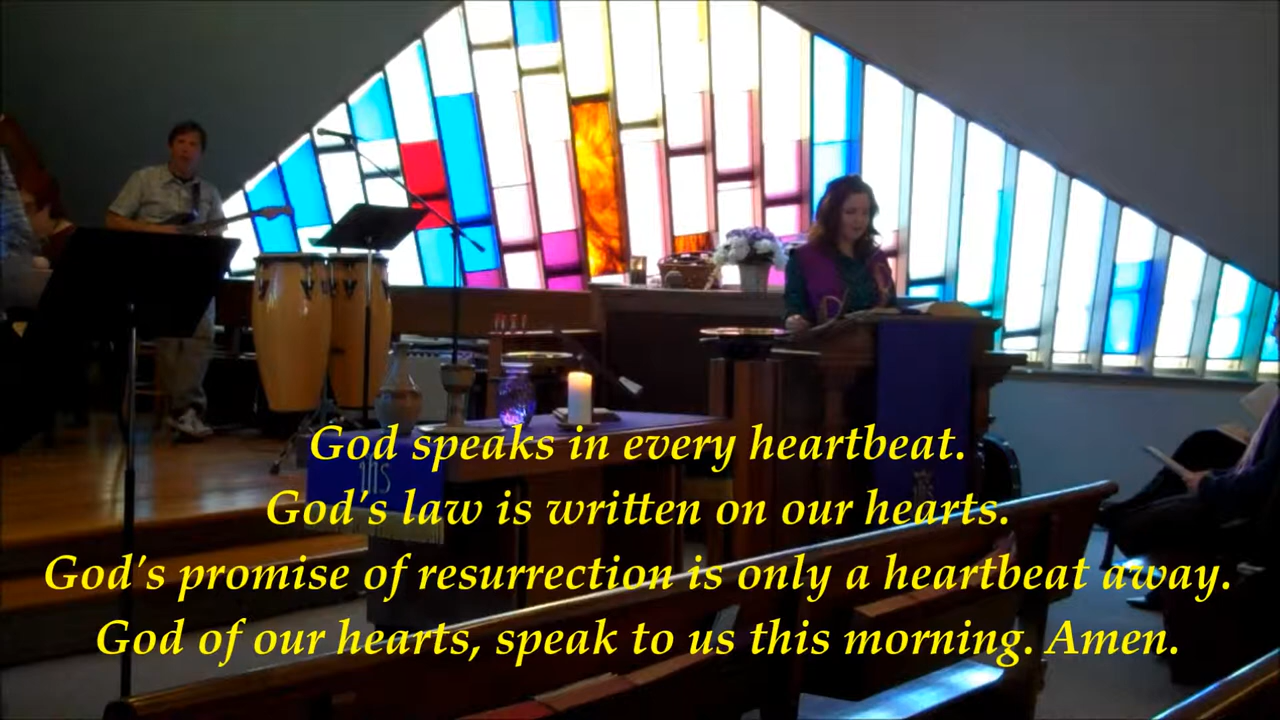 God speaks in every heartbeat.
ihs
God's law is written on our hearts.
God's promise of resurrection is only a heartbeat away.
God of our hearts, speak to us this morning. Amen.